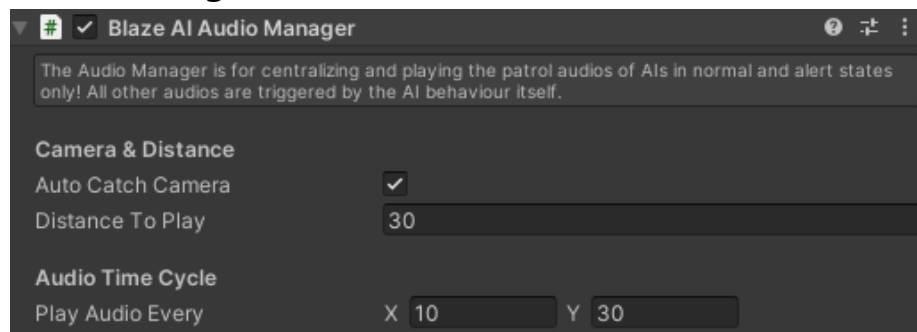 # Blaze AI Audio Manager
The Audio Manager is for centralizing and playing the patrol audios of AIs in normal and alert states
only! All other audios are triggered by the AI behaviour itself.
Camera & Distance
Auto Catch Camera
Distance To Play 30
Audio Time Cycle
Play Audio Every X 10 Y 30